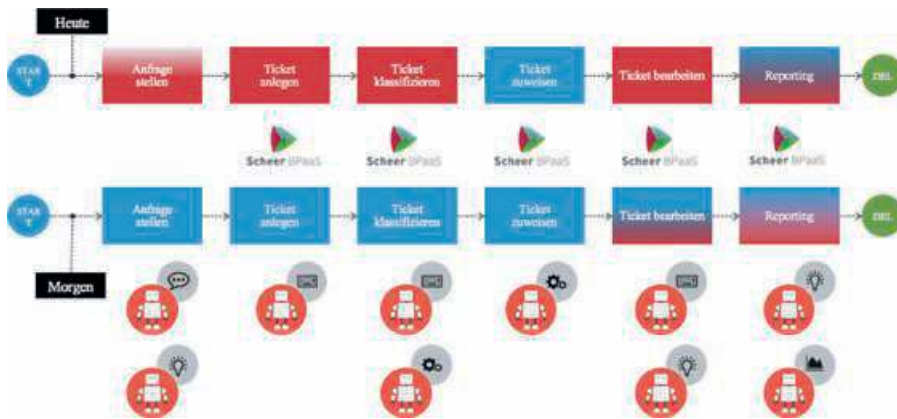 Heute
STAR
T
Anfrage
stellen
Ticket
anlegen
Ticket
klassifizieren
Ticket
zuweisen
Ticket bearbeiten
Reporting
ZIEL
Scheer BPaaS
Scheer BPaaS
Scheer BPaaS
Scheer BPaaS
Scheer BPaaS
STAR
T
Anfrage
stellen
Ticket
anlegen
Ticket
klassifizieren
Ticket
zuweisen
Ticket bearbeiten
Reporting
ZIEL
Morgen